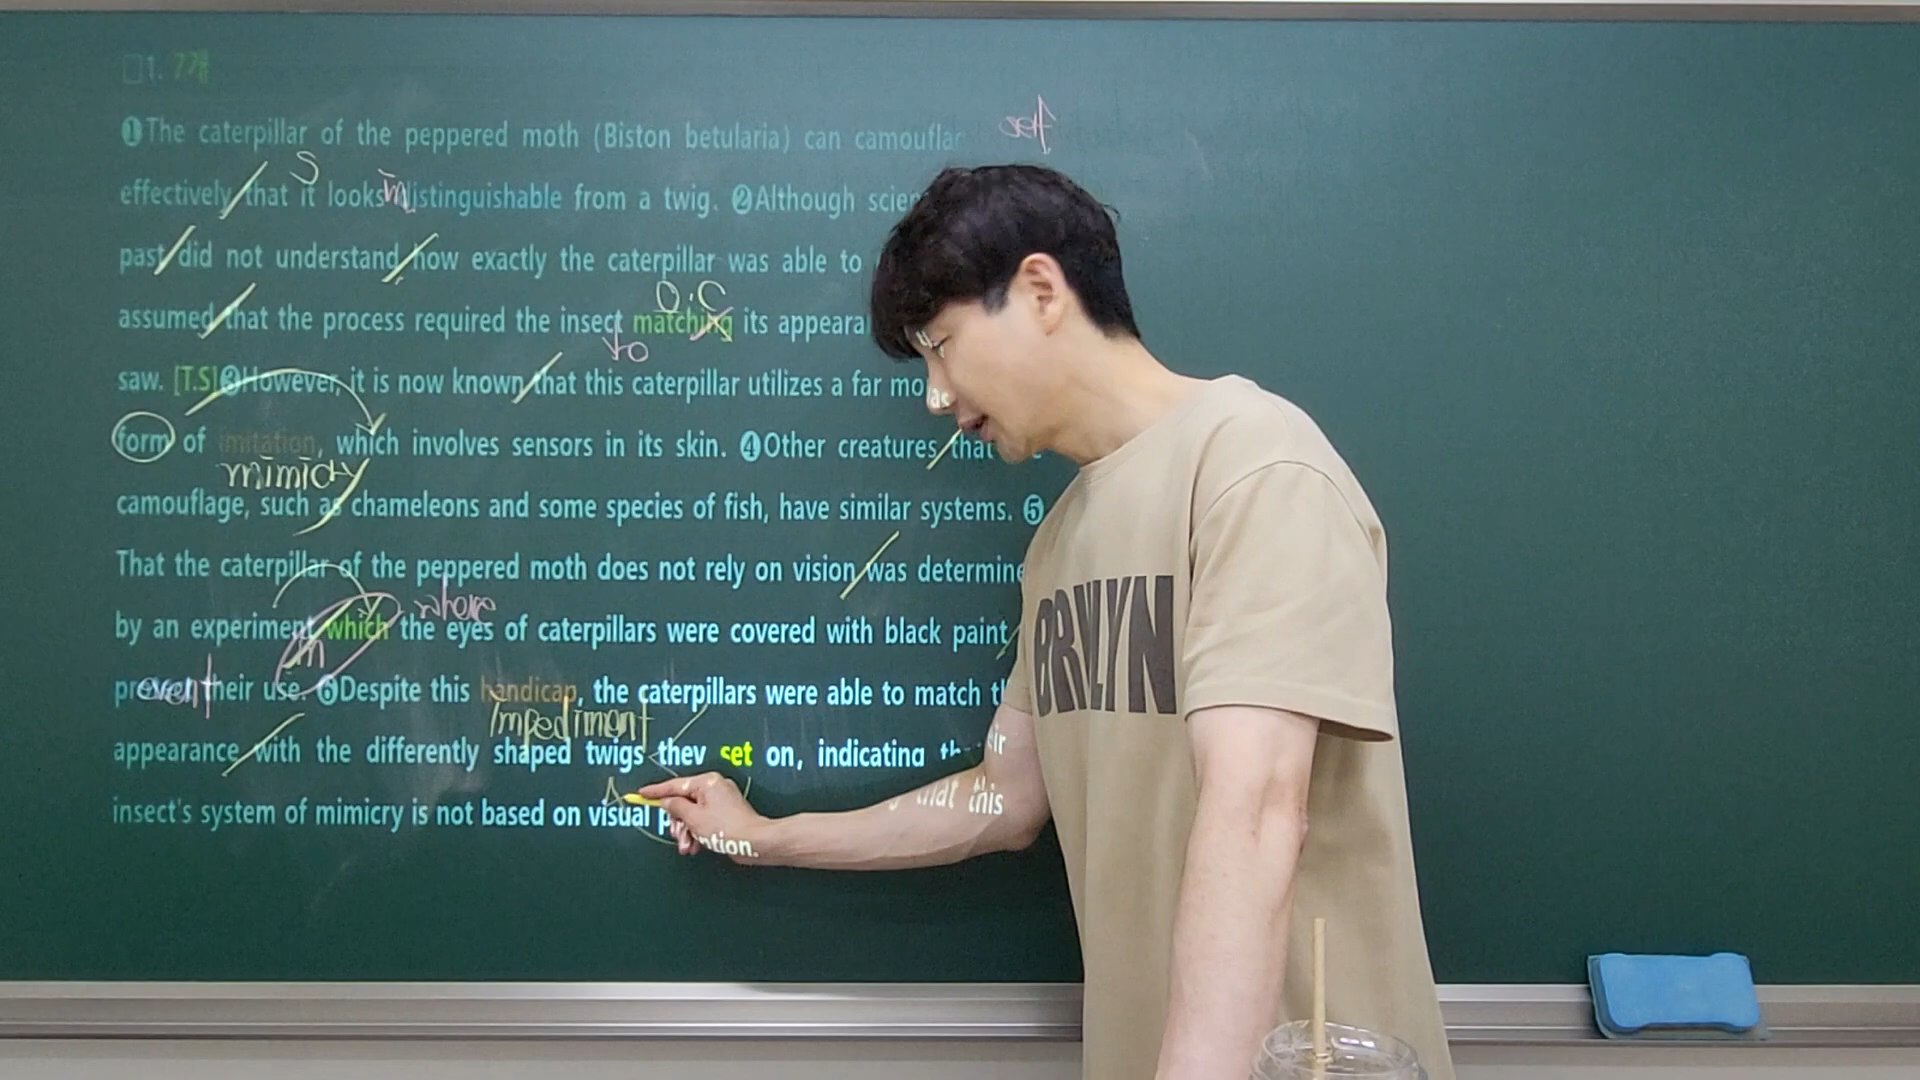 □1. 7개
self
❶The caterpillar of the peppered moth (Biston betularia) can camouflag
S
effectively that it looks indistinguishable from a twig. ❷Although scien
past did not understand how exactly the caterpillar was able to
O.C
assumed that the process required the insect matching its appeara
to
saw. [T.S]❸However, it is now known that this caterpillar utilizes a far mo
form of imitation, which involves sensors in its skin. ❹Other creatures that
mimicry
camouflage, such as chameleons and some species of fish, have similar systems. ❺
That the caterpillar of the peppered moth does not rely on vision was determine
where
by an experiment which the eyes of caterpillars were covered with black paint
in
prevent their use. ❻Despite this handicap, the caterpillars were able to match th
impediment
appearance with the differently shaped twigs they set on, indicating that this
insect's system of mimicry is not based on visual p ption.
BRKLYN